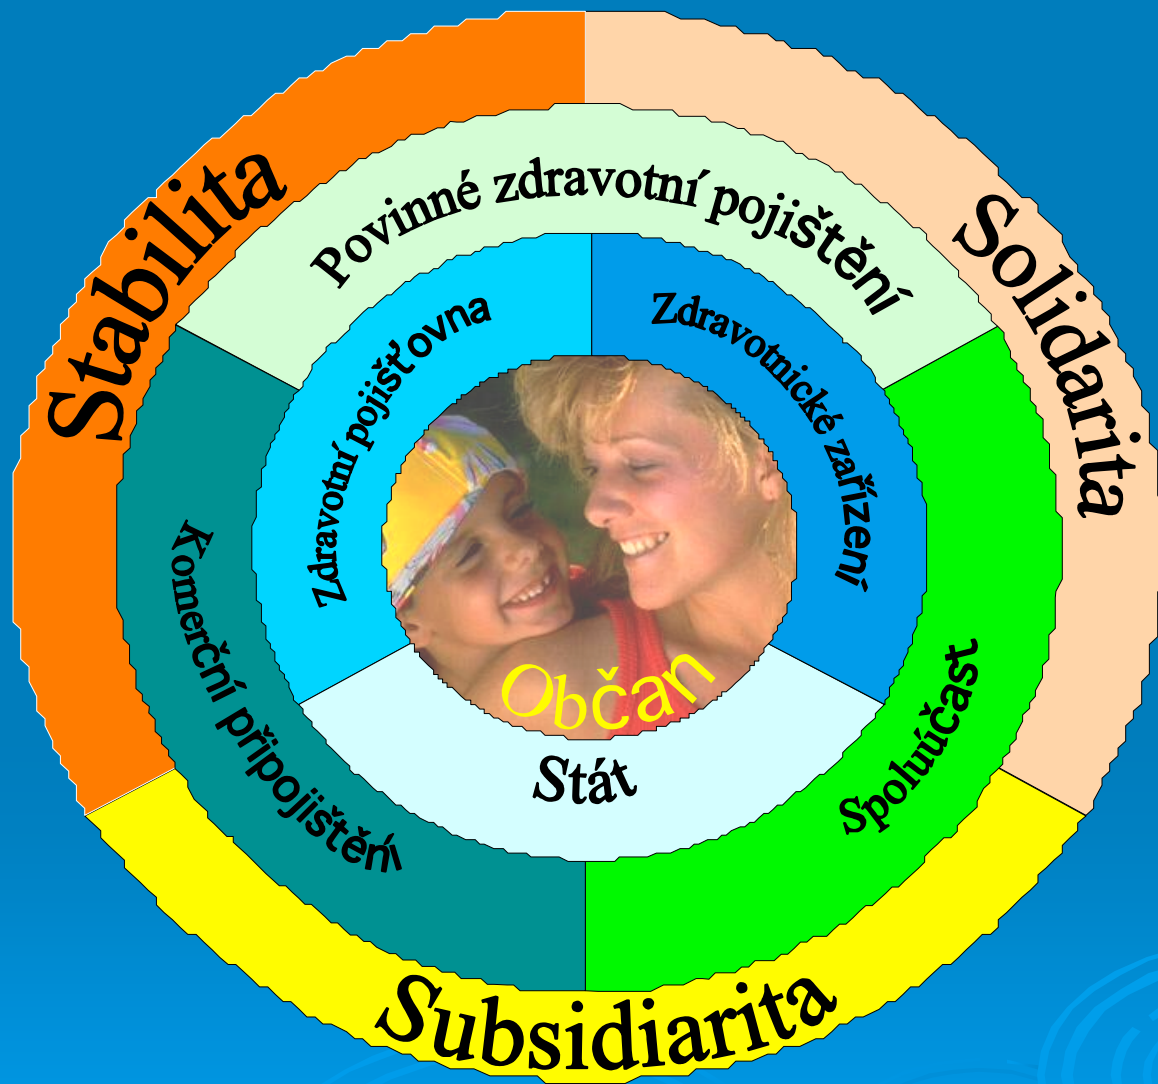 Stabilita
Solidarita
Povinné zdravotní pojištění
Zdravotní pojišťovna
Zdravotnické zařízení
Komerční připojištění
Občan
Spoluúčast
Stát
Subsidiarita